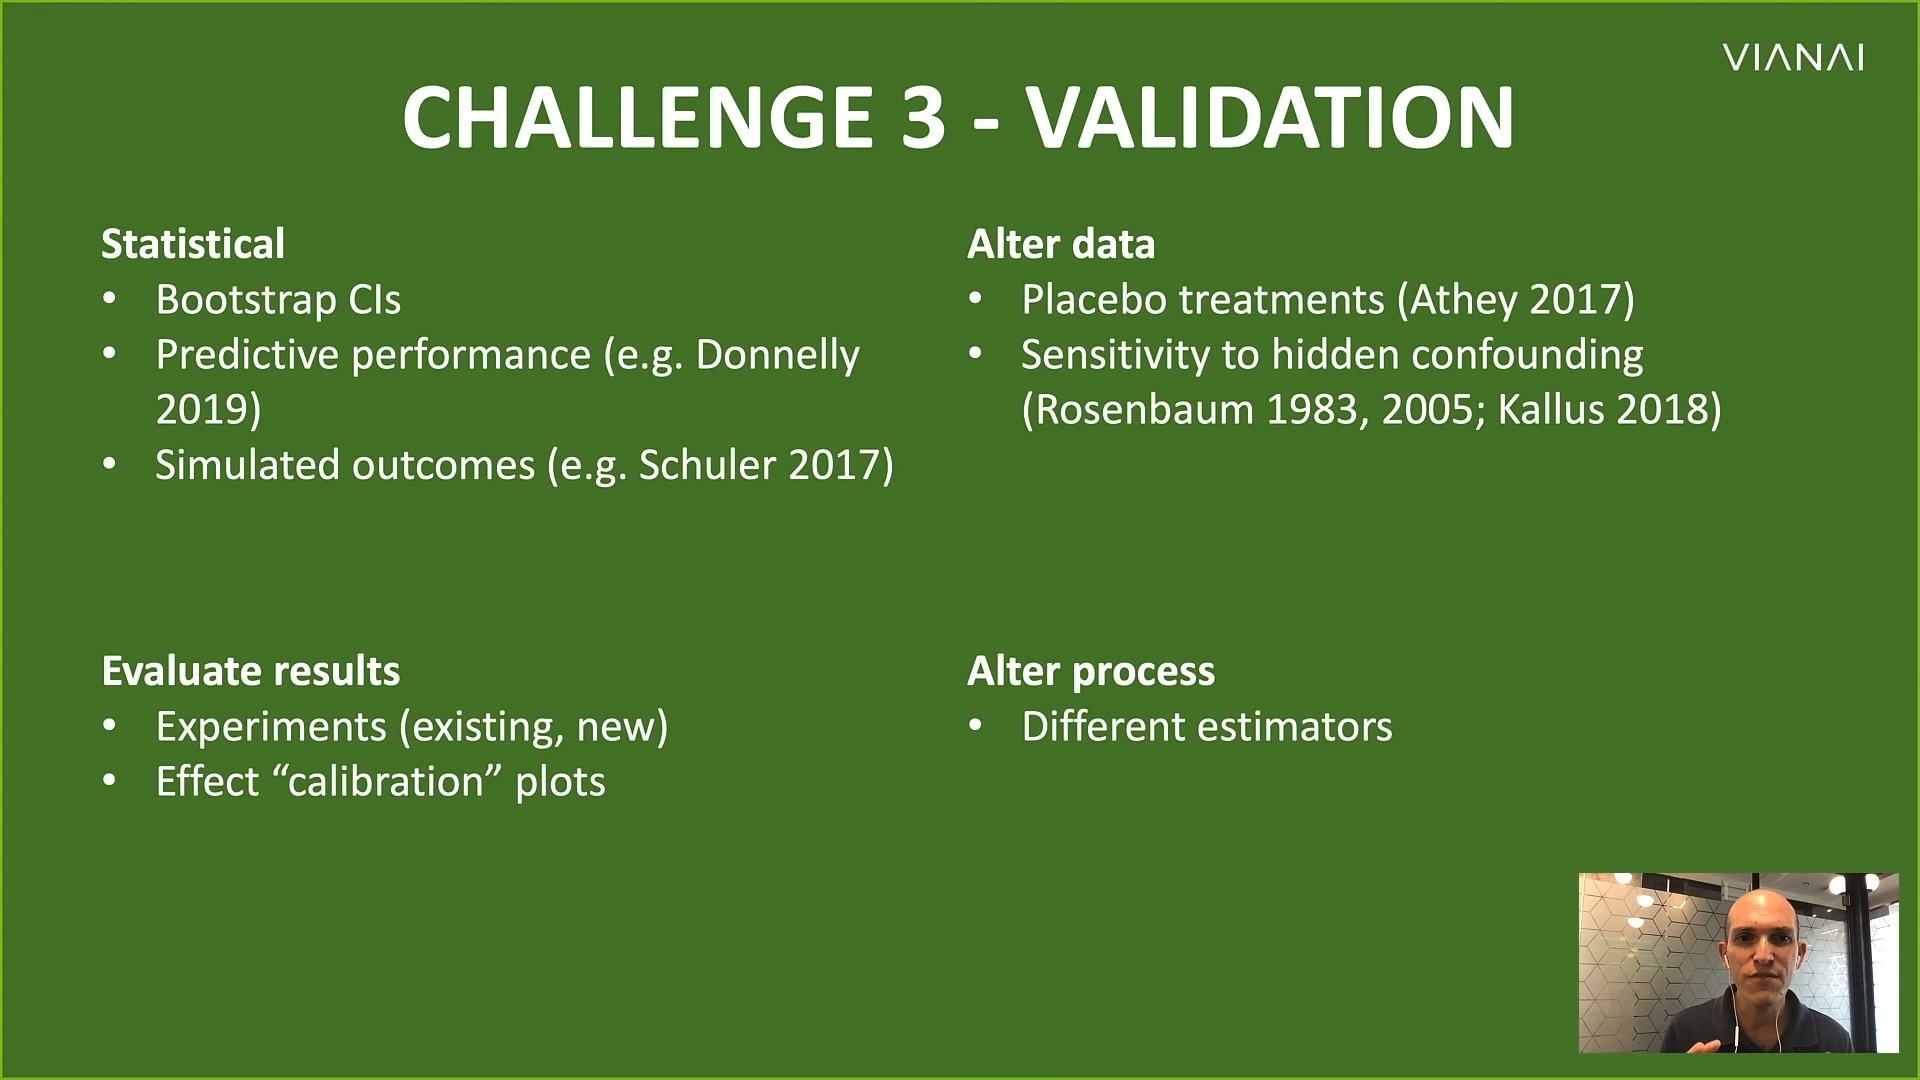 VIANAI
CHALLENGE 3 - VALIDATION
Statistical
• Bootstrap CIs
• Predictive performance (e.g. Donnelly
2019)
• Simulated outcomes (e.g. Schuler 2017)
Alter data
• Placebo treatments (Athey 2017)
• Sensitivity to hidden confounding
(Rosenbaum 1983, 2005; Kallus 2018)
Evaluate results
• Experiments (existing, new)
• Effect “calibration” plots
Alter process
• Different estimators